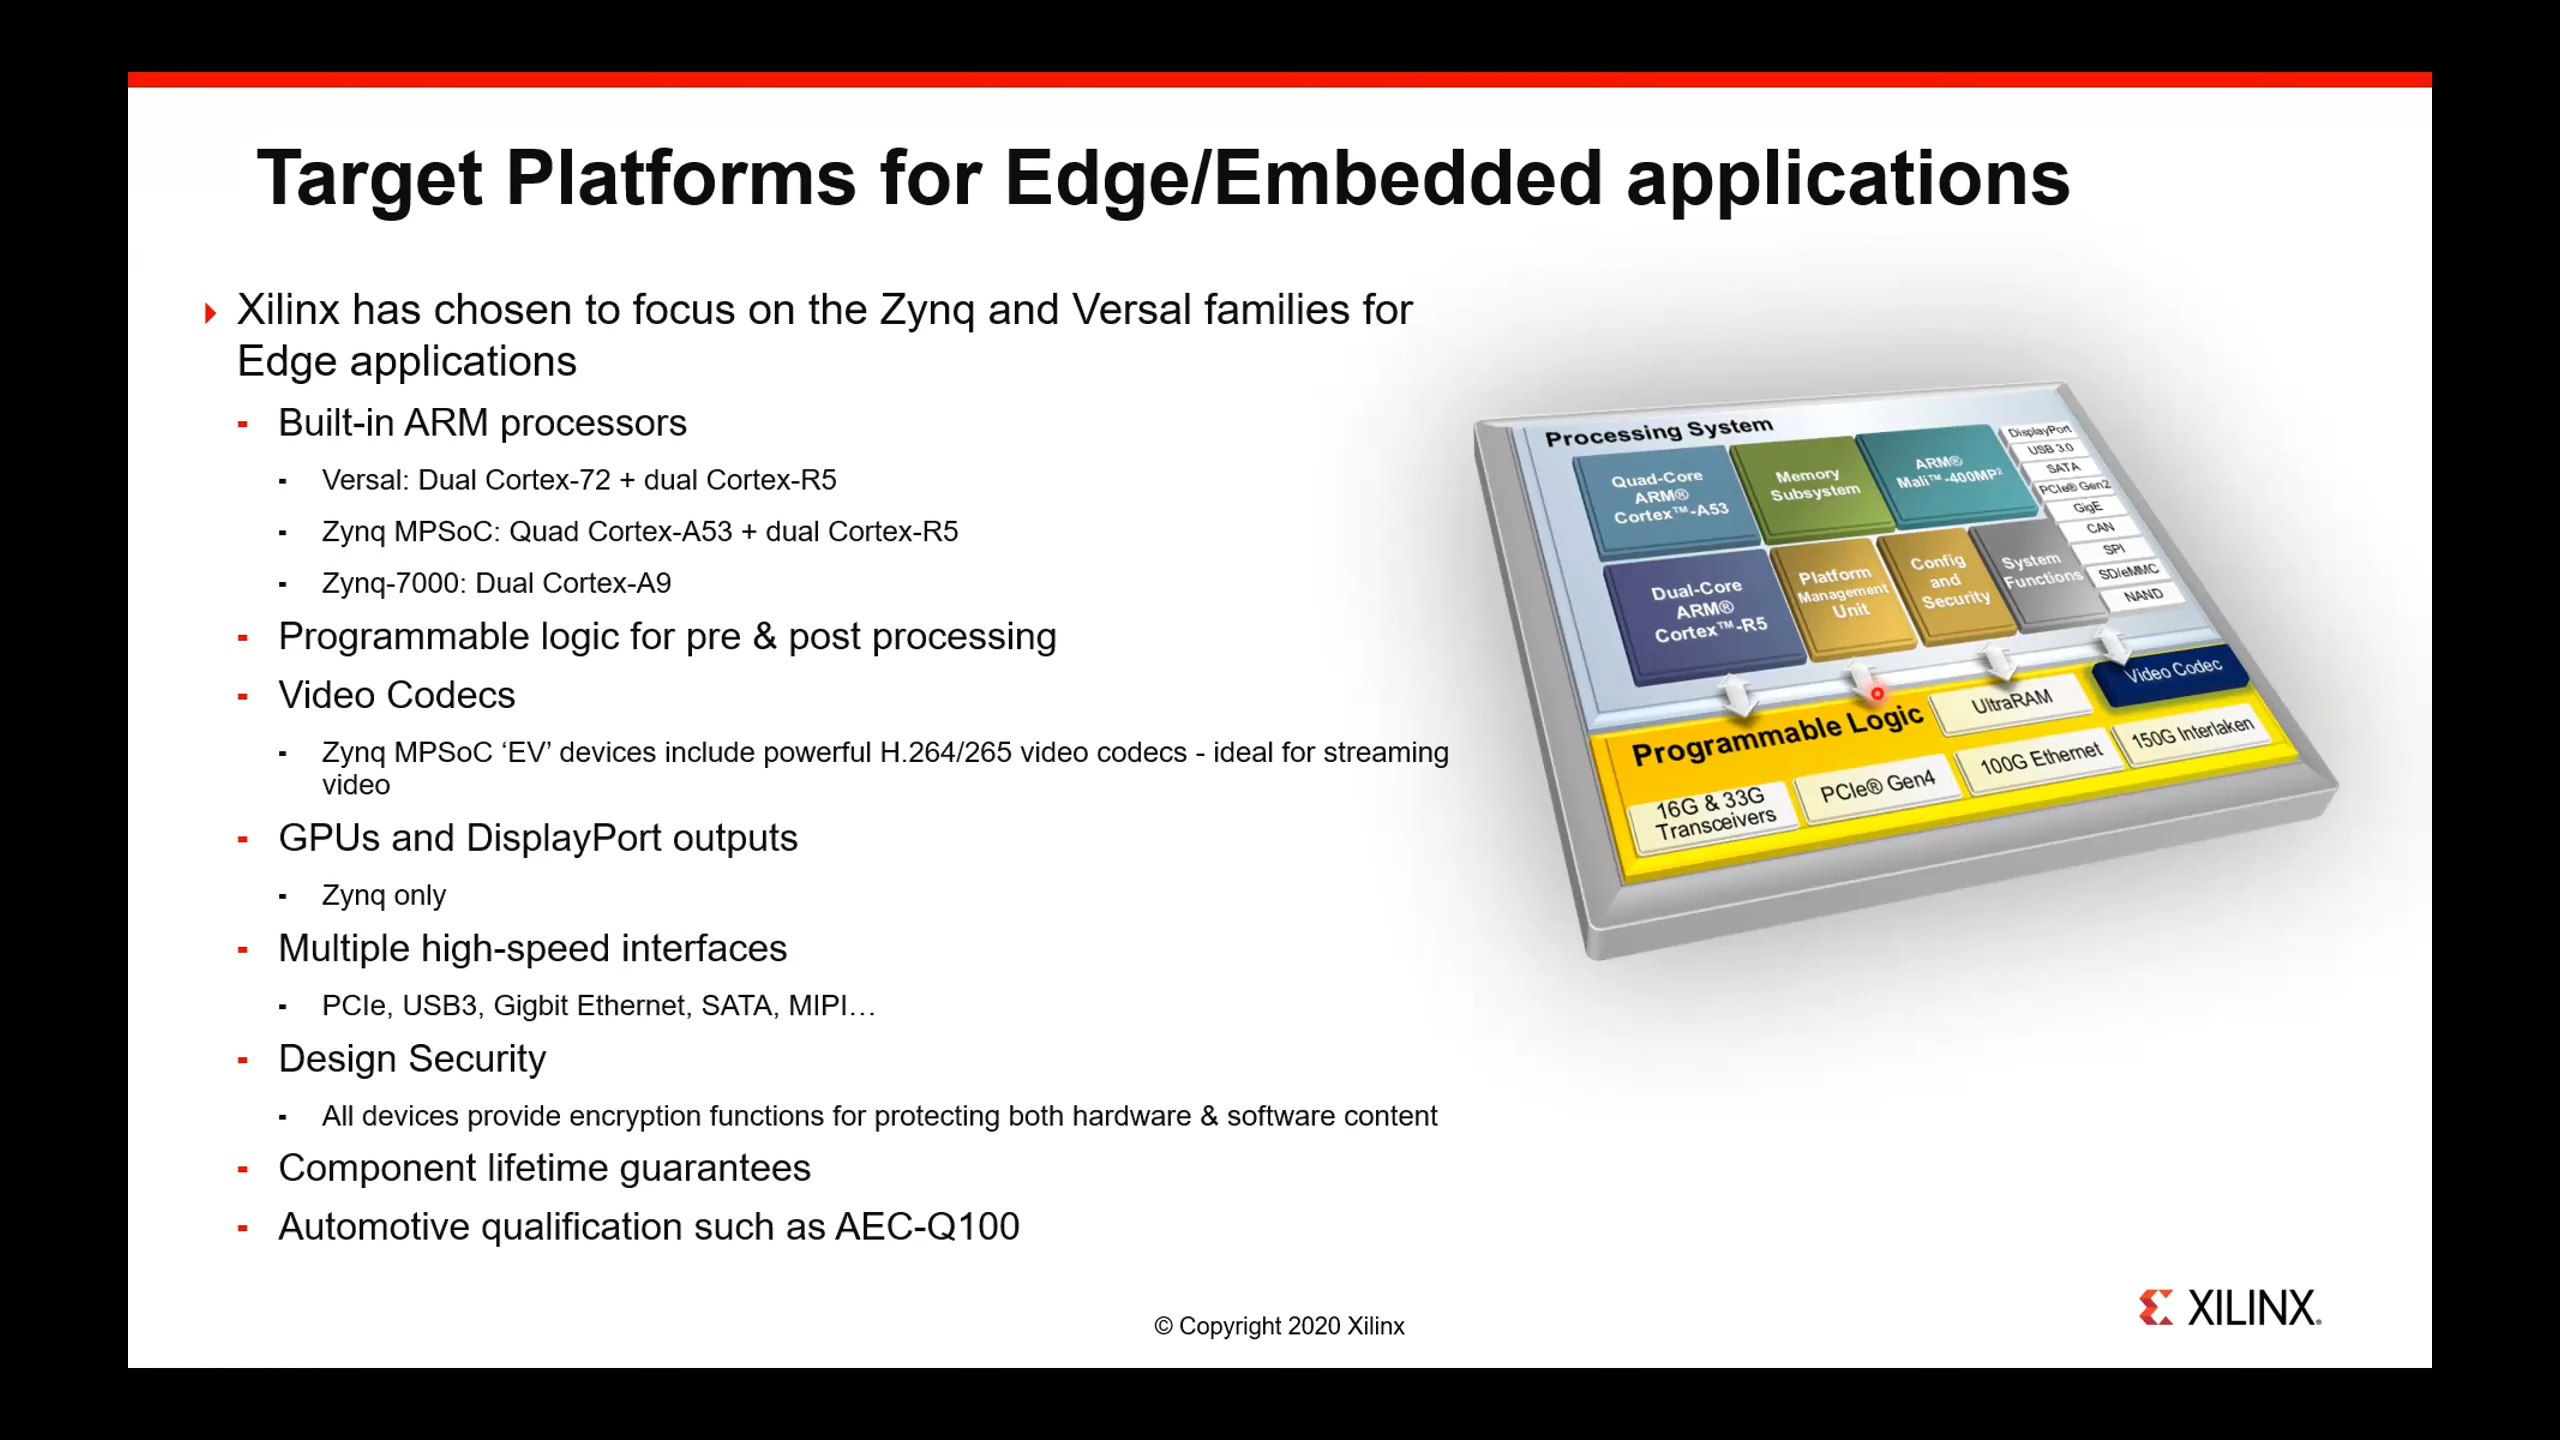 Target Platforms for Edge/Embedded applications
Xilinx has chosen to focus on the Zynq and Versal families for
Edge applications
- Built-in ARM processors
- Versal: Dual Cortex-72 + dual Cortex-R5
- Zynq MPSoC: Quad Cortex-A53 + dual Cortex-R5
- Zynq-7000: Dual Cortex-A9
- Programmable logic for pre & post processing
- Video Codecs
- Zynq MPSoC ‘EV’ devices include powerful H.264/265 video codecs - ideal for streaming
video
- GPUs and DisplayPort outputs
- Zynq only
- Multiple high-speed interfaces
- PCIe, USB3, Gigbit Ethernet, SATA, MIPI…
- Design Security
- All devices provide encryption functions for protecting both hardware & software content
- Component lifetime guarantees
- Automotive qualification such as AEC-Q100
Processing System
Quad-Core
ARM®
Cortex™-A53
Memory
Subsystem
ARM®
Mali™-400MP²
DisplayPort
USB 3.0
SATA
PCIe® Gen2
GigE
CAN
SPI
SD/eMMC
NAND
Dual-Core
ARM®
Cortex™-R5
Platform
Management
Unit
Config
and
Security
System
Functions
Programmable Logic
UltraRAM
Video Codec
16G & 33G
Transceivers
PCIe® Gen4
100G Ethernet
150G Interlaken
© Copyright 2020 Xilinx
XILINX.